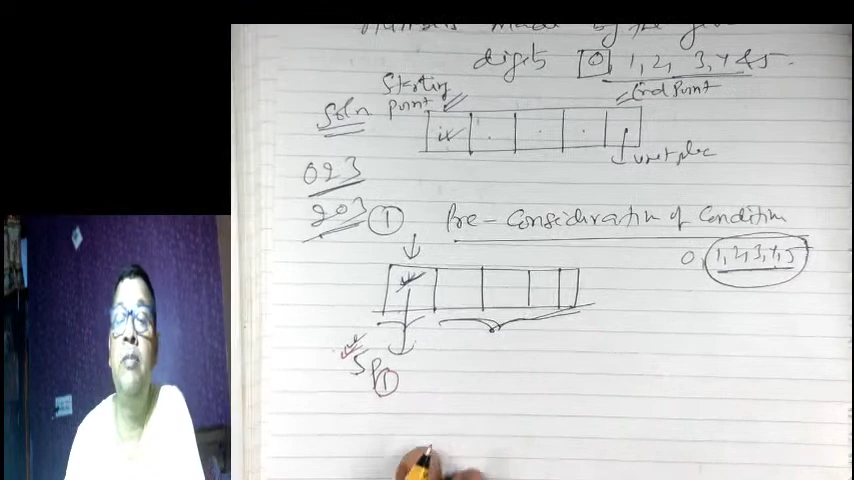 digits 0, 1, 2, 3, 4 & 5.
Starting
Point
End Point
Soln
unit place
023
203
① Pre-Consideration of Condition
0, 1, 2, 3, 4, 5
5P1